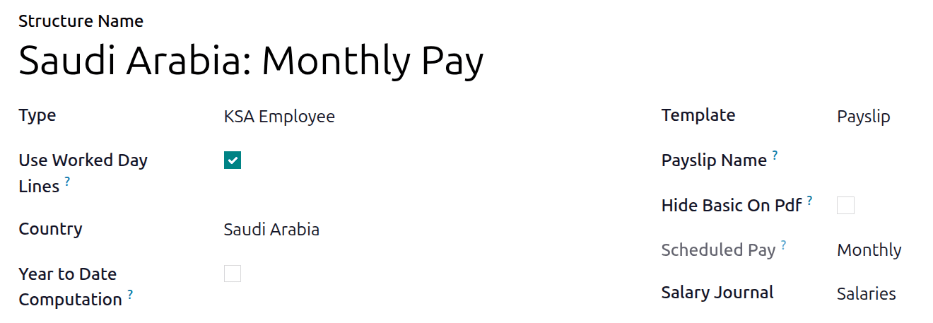 Structure Name
Saudi Arabia: Monthly Pay
Type KSA Employee
Use Worked Day
Lines ?
Country Saudi Arabia
Year to Date
Computation ?
Template Payslip
Payslip Name ?
Hide Basic On Pdf ?
Scheduled Pay ? Monthly
Salary Journal Salaries